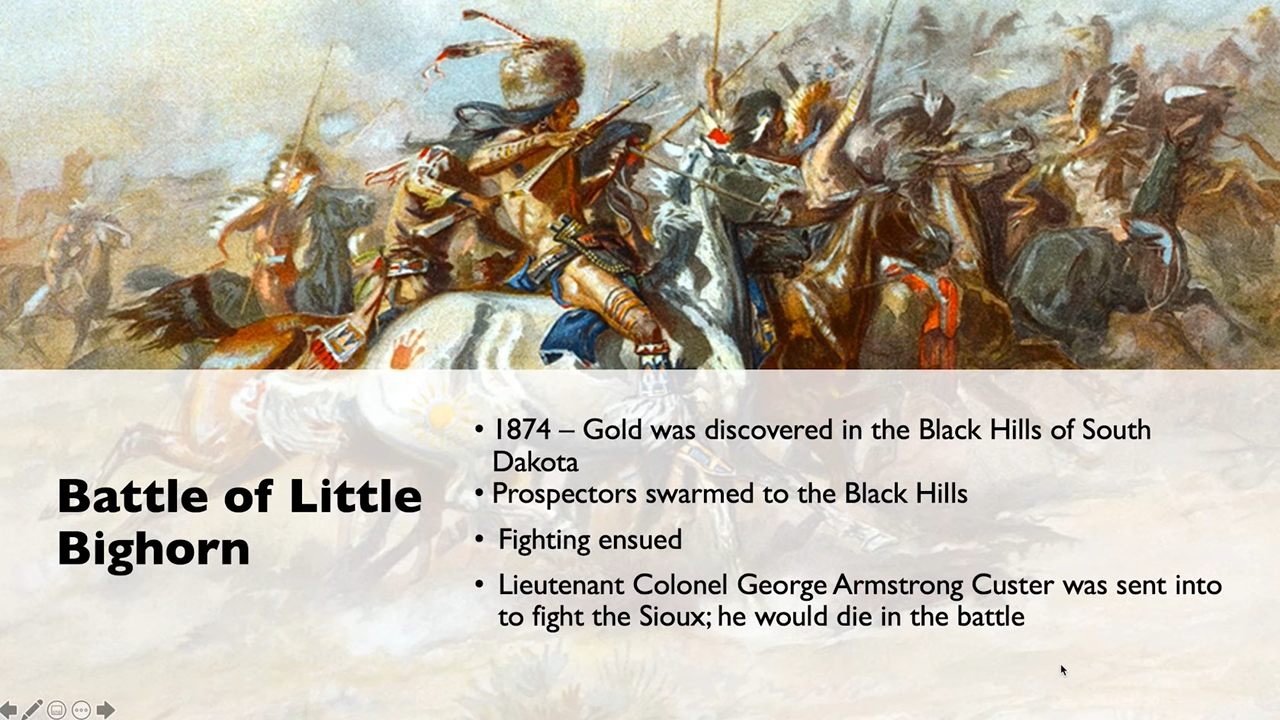 Battle of Little
Bighorn
• 1874 – Gold was discovered in the Black Hills of South
Dakota
• Prospectors swarmed to the Black Hills
• Fighting ensued
• Lieutenant Colonel George Armstrong Custer was sent into
to fight the Sioux; he would die in the battle